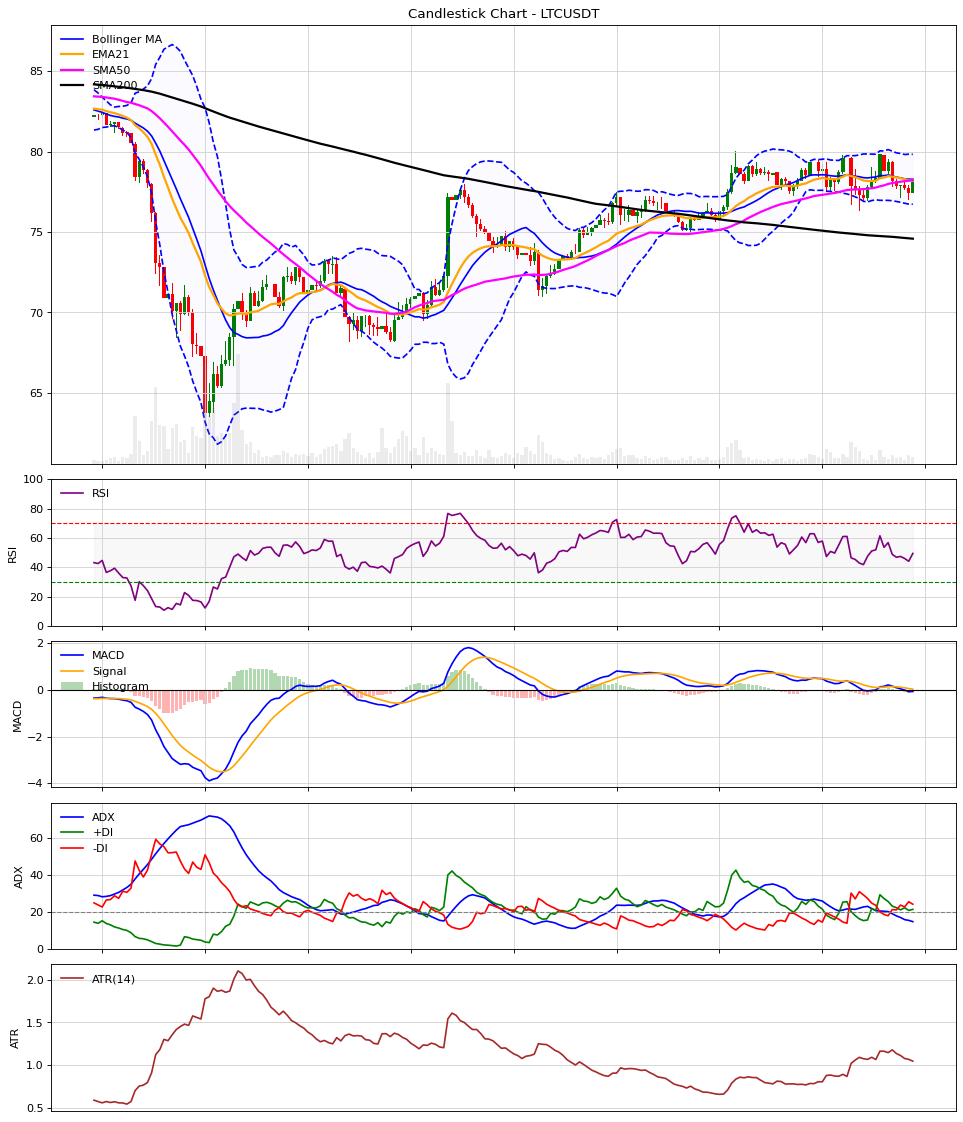 Candlestick Chart - LTCUSDT
Bollinger MA
EMA21
SMA50
SMA200
85
80
75
70
65
RSI
100
80
60
40
20
0
RSI
MACD
Signal
Histogram
2
0
−2
−4
MACD
ADX
+DI
-DI
60
40
20
0
ADX
ATR(14)
2.0
1.5
1.0
0.5
ATR